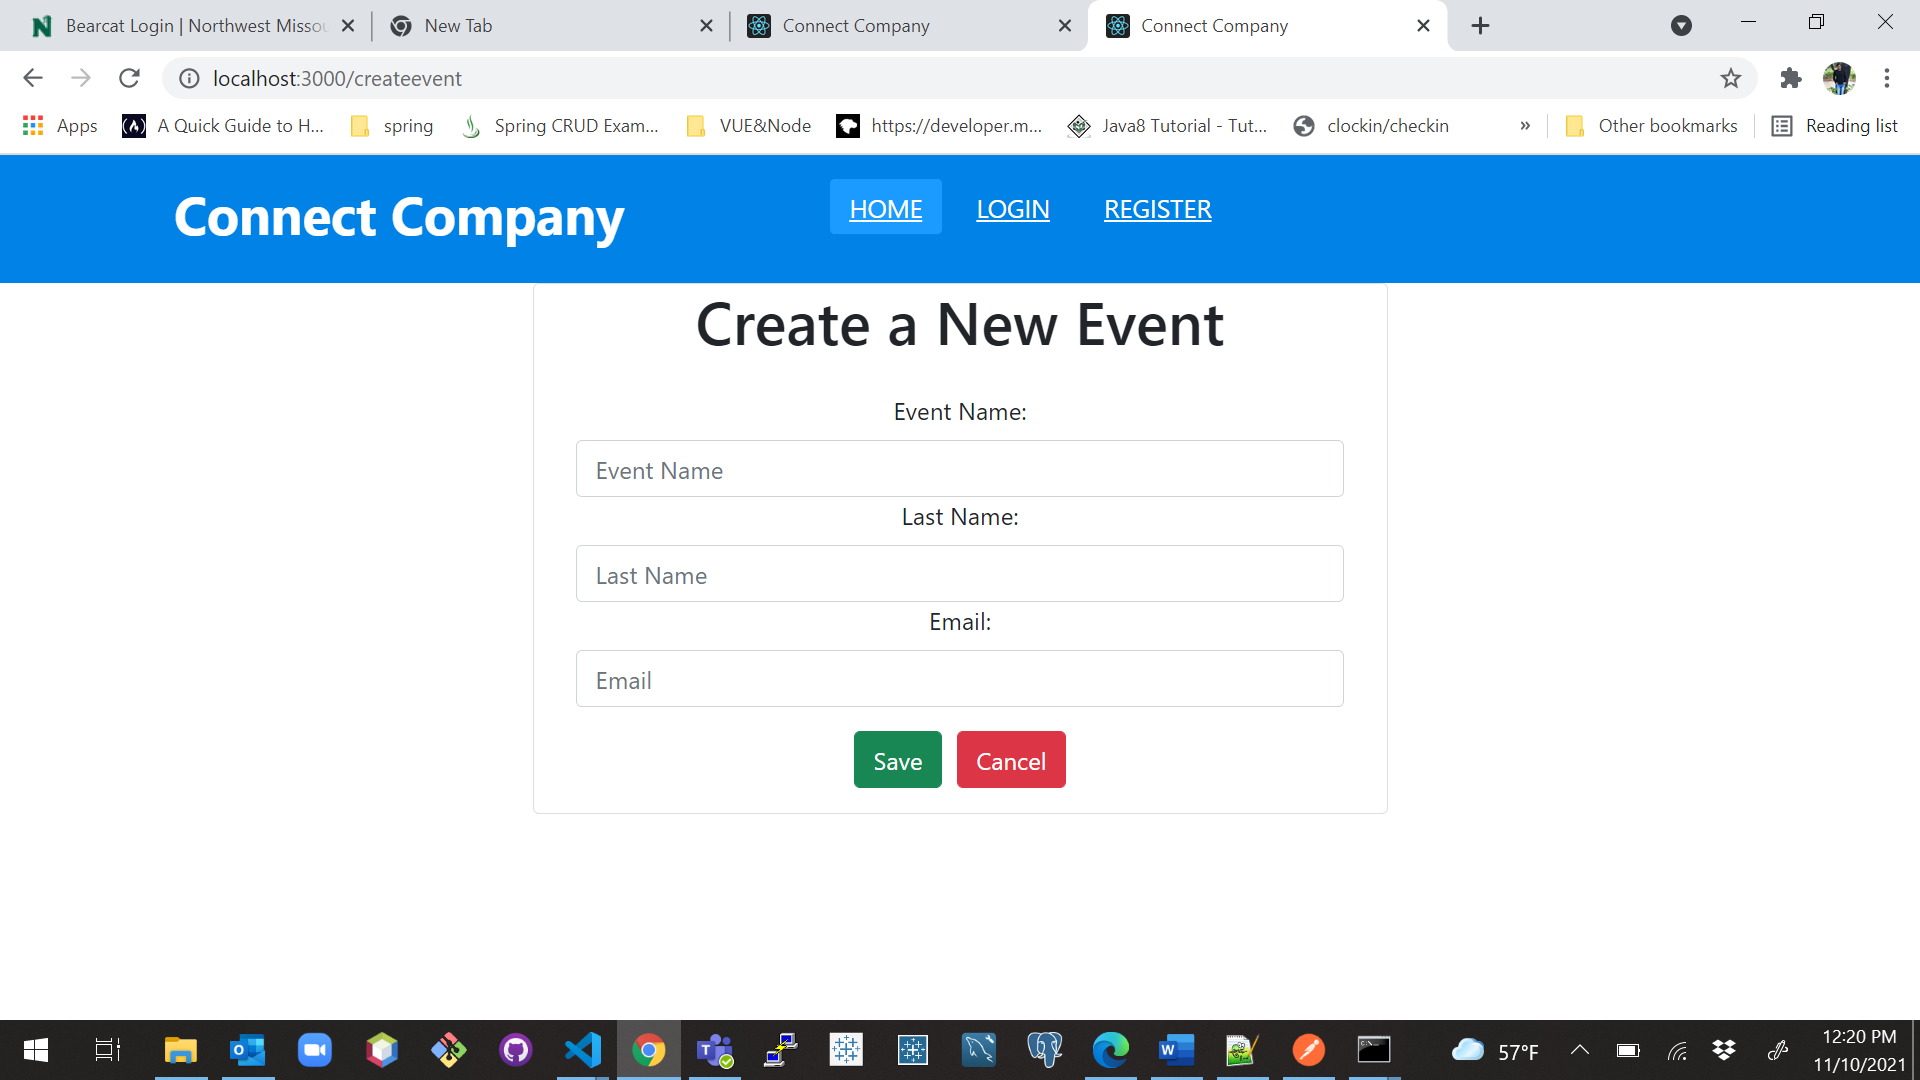 Bearcat Login | Northwest Missou
New Tab
Connect Company
Connect Company
localhost:3000/createevent
Apps
A Quick Guide to H...
spring
Spring CRUD Exam...
VUE&Node
https://developer.m...
Java8 Tutorial - Tut...
clockin/checkin
»
Other bookmarks
Reading list
Connect Company
HOME
LOGIN
REGISTER
Create a New Event
Event Name:
Event Name
Last Name:
Last Name
Email:
Email
Save
Cancel
57°F
12:20 PM
11/10/2021